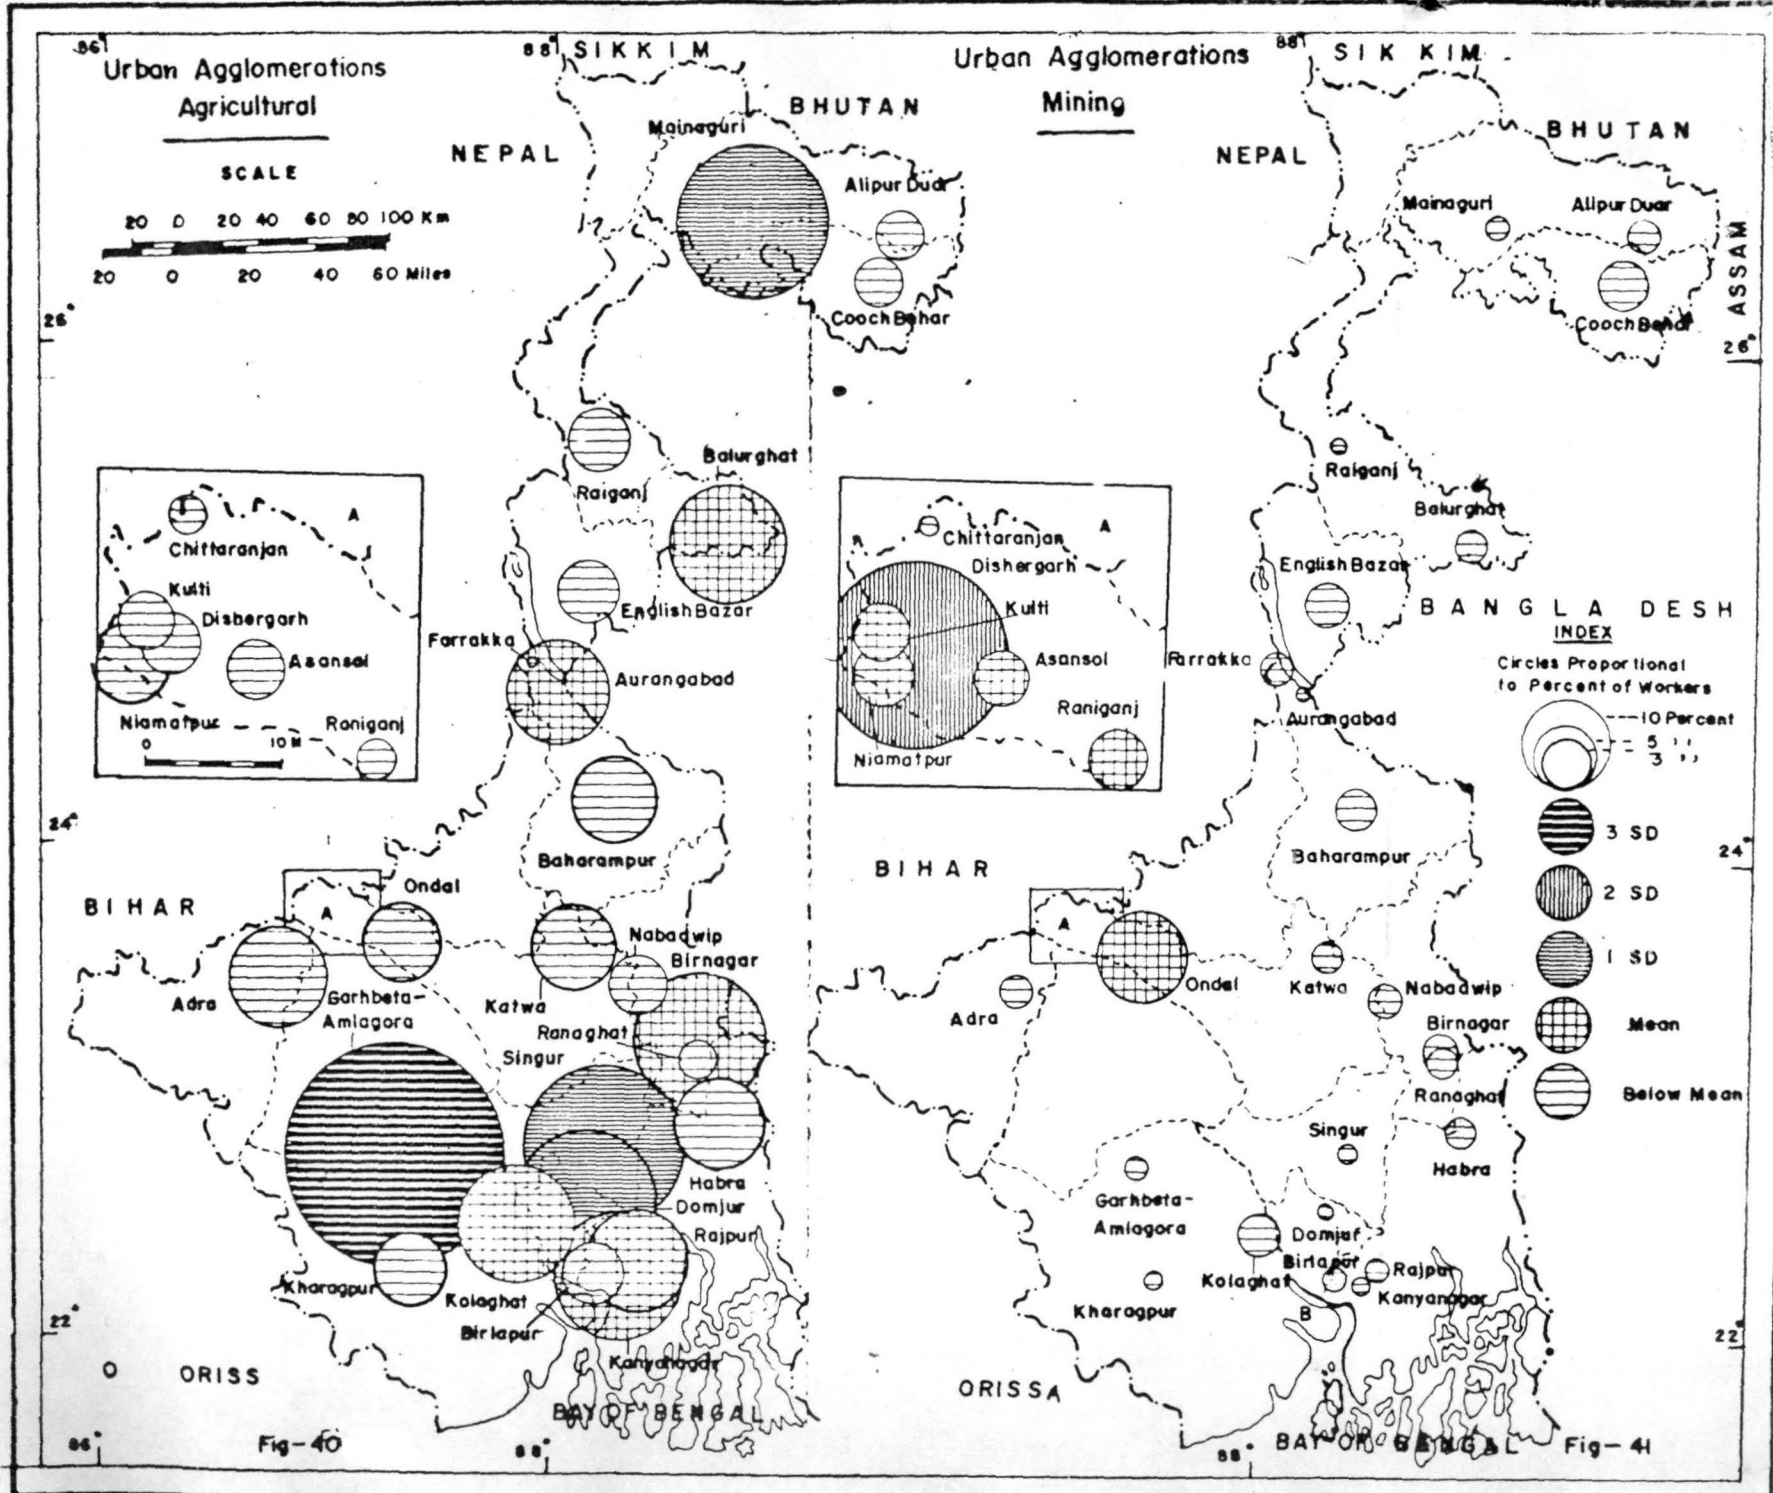 86°
88°
SIKKIM
Urban Agglomerations
Agricultural
SCALE
20 0 20 40 60 80 100 Km
20 0 20 40 60 Miles
NEPAL
BHUTAN
Mainaguri
Alipur Duar
Cooch Behar
26°
Raiganj
Balurghat
English Bazar
Farrakka
Aurangabad
A
Chittaranjan
Kulti
Dishergarh
Asansol
Niamatpur
Raniganj
0 10 M
24°
Baharampur
BIHAR
A
Ondal
Adra
Garhbeta-
Amlagora
Katwa
Nabadwip
Birnagar
Ranaghat
Singur
Habra
Domjur
Rajpur
Kharagpur
Kolaghat
Birlapur
Kanyanagar
22°
ORISS
BAY OF BENGAL
86°
Fig-40
88°
Urban Agglomerations
Mining
88°
SIKKIM
BHUTAN
NEPAL
Mainaguri
Alipur Duar
Cooch Behar
ASSAM
26°
Raiganj
Balurghat
English Bazar
BANGLA DESH
Farrakka
Aurangabad
A
Chittaranjan
Dishergarh
Kulti
Asansol
Raniganj
Niamatpur
INDEX
Circles Proportional
to Percent of Workers
10 Percent
5 ,,
3 ,,
3 SD
2 SD
1 SD
Mean
Below Mean
24°
Baharampur
BIHAR
A
Ondal
Adra
Katwa
Nabadwip
Birnagar
Ranaghat
Singur
Habra
Garhbeta-
Amlagora
Domjur
Birlapur
Kolaghat
Rajpur
Kanyanagar
Kharagpur
B
22°
ORISSA
88°
BAY OF BENGAL
Fig-41